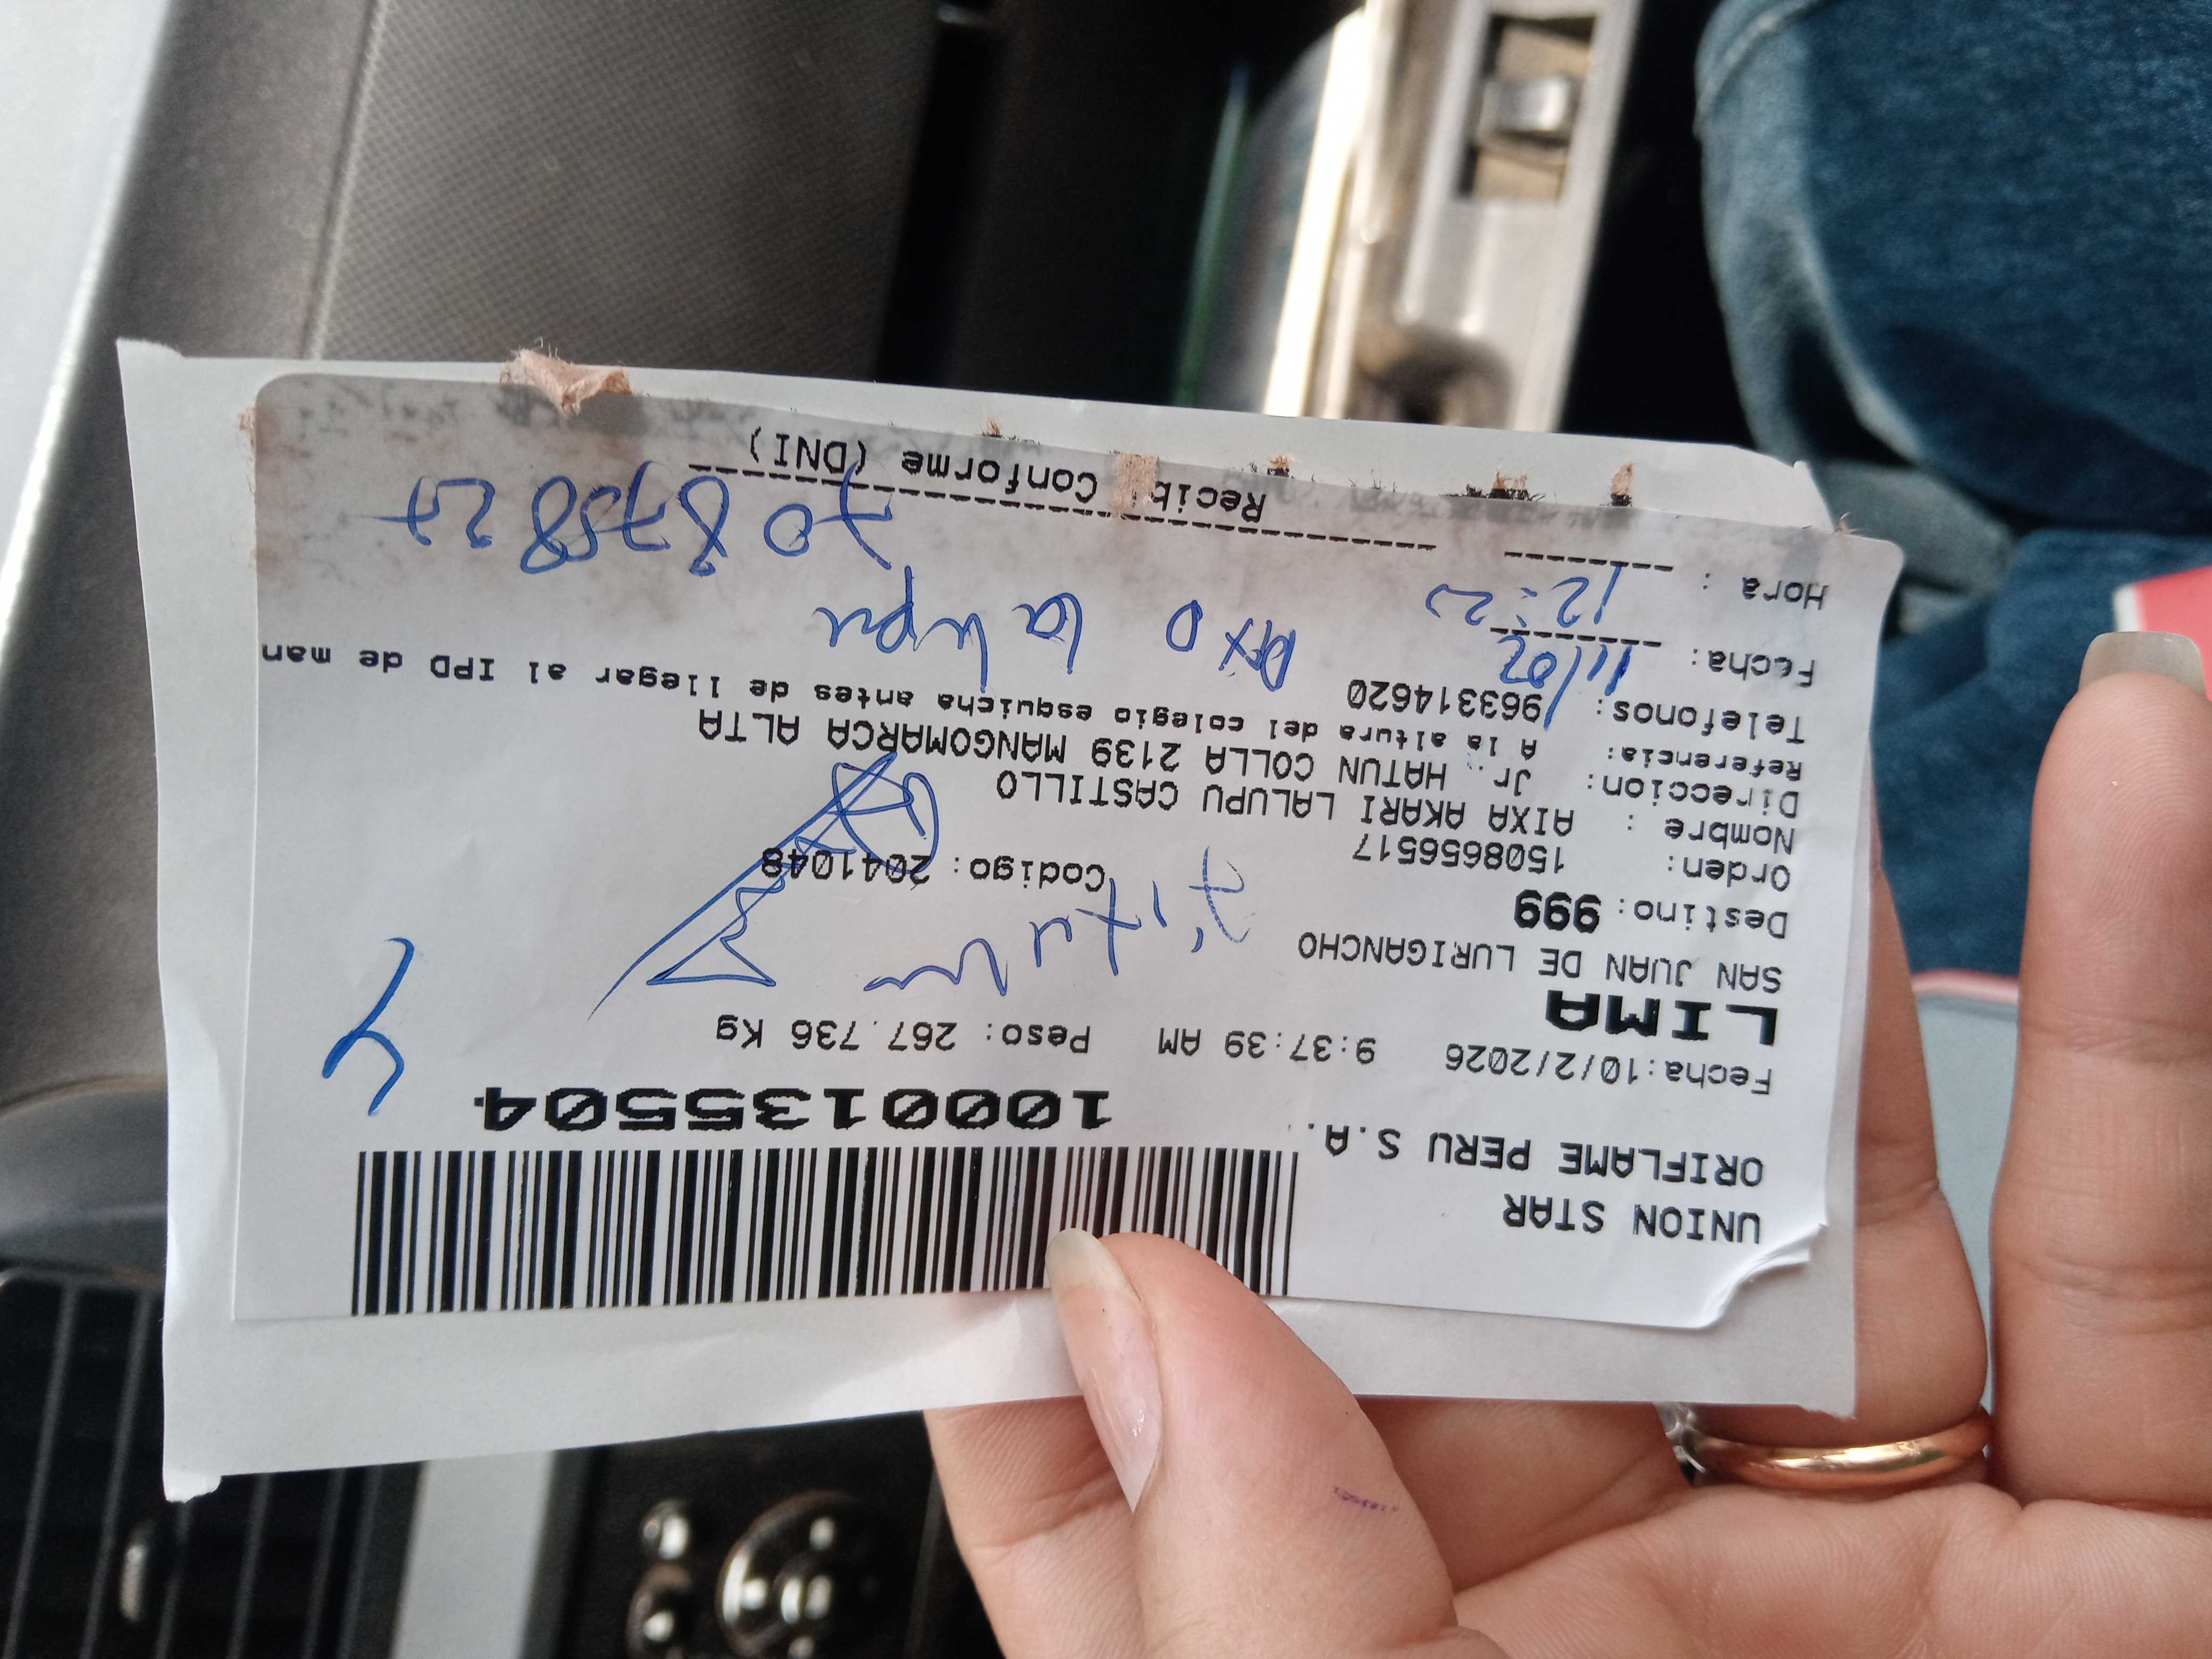 UNION STAR
ORIFLAME PERU S.A.
1000135504
Fecha:10/2/2026 9:37:39 AM Peso: 267.736 Kg
LIMA
SAN JUAN DE LURIGANCHO
Destino: 999
Titular
Orden: 150865517 Codigo: 2041048
Nombre : AIXA AKARI LALUPU CASTILLO
Direccion: Jr. HATUN COLLA 2139 MANGOMARCA ALTA
Referencia: A la altura del colegio esquicha antes de llegar al IPD de man
Telefonos: 963314620
Fecha: 11/02
Lalupu
Hora : 12:
Recibi Conforme (DNI)